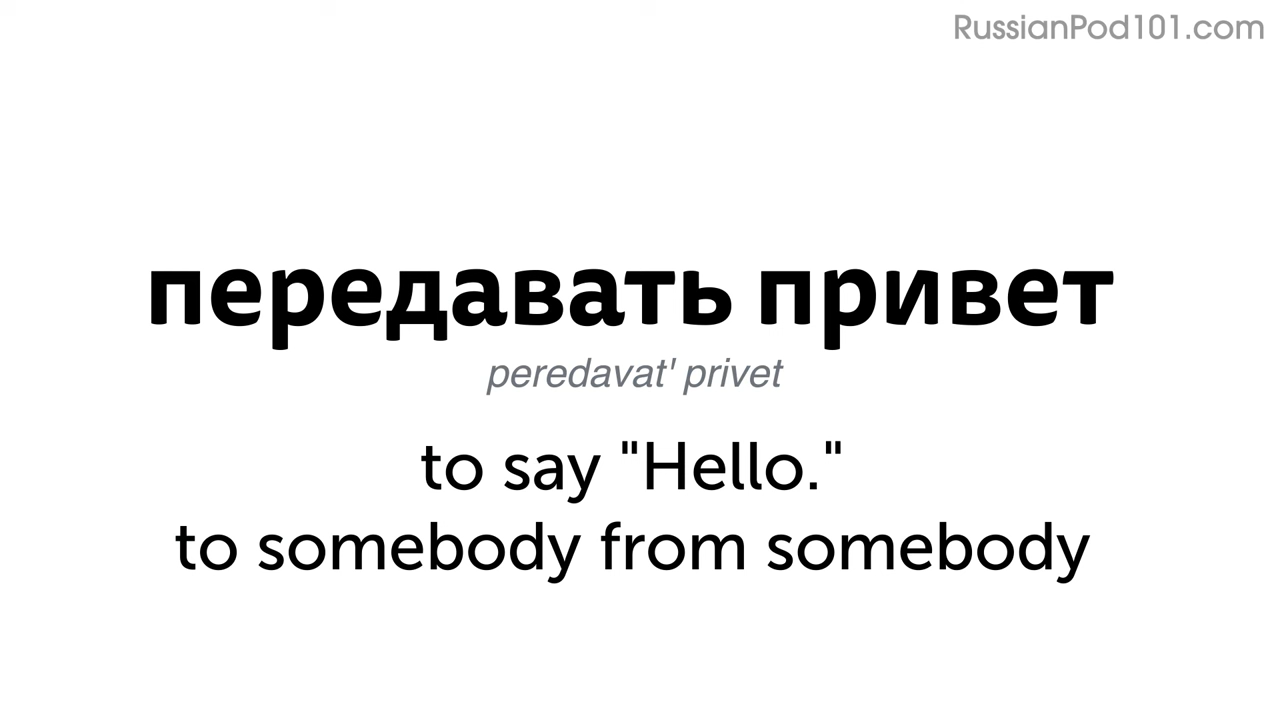 RussianPod101.com
передавать привет
peredavat' privet
to say "Hello."
to somebody from somebody